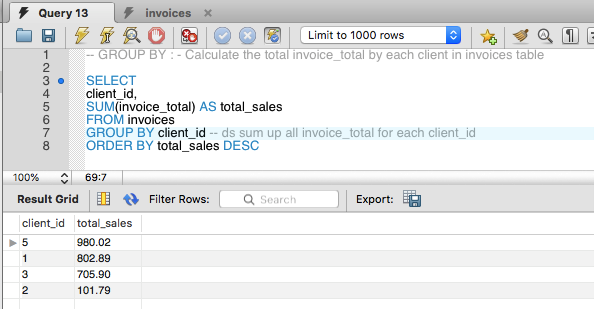 Query 13 invoices
Limit to 1000 rows
1 -- GROUP BY : - Calculate the total invoice_total by each client in invoices table
2
3 SELECT
4 client_id,
5 SUM(invoice_total) AS total_sales
6 FROM invoices
7 GROUP BY client_id -- ds sum up all invoice_total for each client_id
8 ORDER BY total_sales DESC
100% 69:7
Result Grid Filter Rows: Search Export:
client_id total_sales
5 980.02
1 802.89
3 705.90
2 101.79